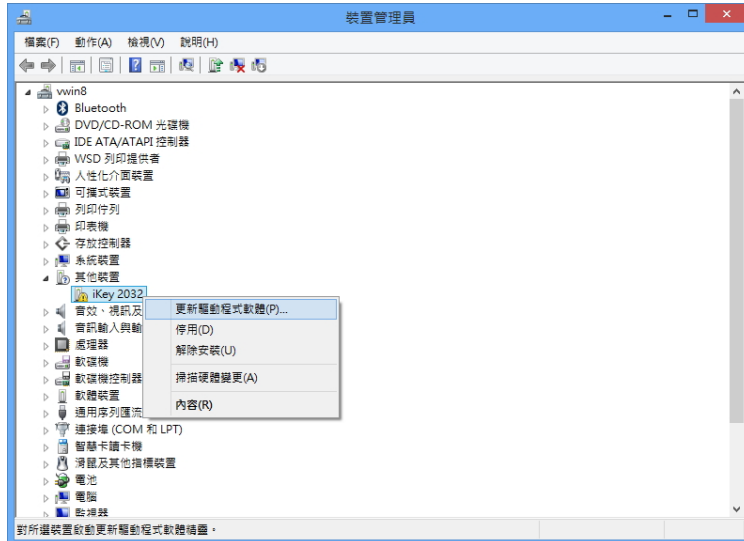 裝置管理員
檔案(F) 動作(A) 檢視(V) 說明(H)
vwin8
Bluetooth
DVD/CD-ROM 光碟機
IDE ATA/ATAPI 控制器
WSD 列印提供者
人性化介面裝置
可攜式裝置
列印佇列
印表機
存放控制器
系統裝置
其他裝置
iKey 2032
更新驅動程式軟體(P)...
音效、視訊及
停用(D)
音訊輸入與輸
處理器
解除安裝(U)
軟碟機
軟碟機控制器
掃描硬體變更(A)
軟體裝置
通用序列匯流
內容(R)
連接埠 (COM 和 LPT)
智慧卡讀卡機
滑鼠及其他指標裝置
電池
電腦
監視器
對所選裝置啟動更新驅動程式軟體精靈。